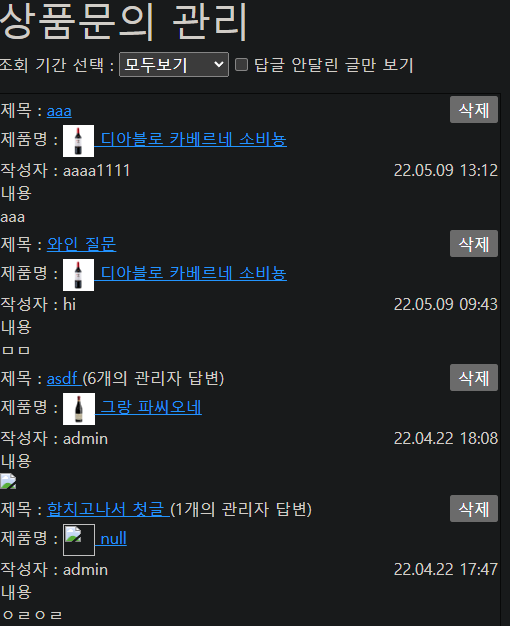 상품문의 관리
조회 기간 선택 : 모두보기 답글 안달린 글만 보기
제목 : aaa 삭제
제품명 : 디아블로 카베르네 소비뇽
작성자 : aaaa1111 22.05.09 13:12
내용
aaa
제목 : 와인 질문 삭제
제품명 : 디아블로 카베르네 소비뇽
작성자 : hi 22.05.09 09:43
내용
ㅁㅁ
제목 : asdf (6개의 관리자 답변) 삭제
제품명 : 그랑 파씨오네
작성자 : admin 22.04.22 18:08
내용
제목 : 합치고나서 첫글 (1개의 관리자 답변) 삭제
제품명 : null
작성자 : admin 22.04.22 17:47
내용
ㅇㄹㅇㄹ